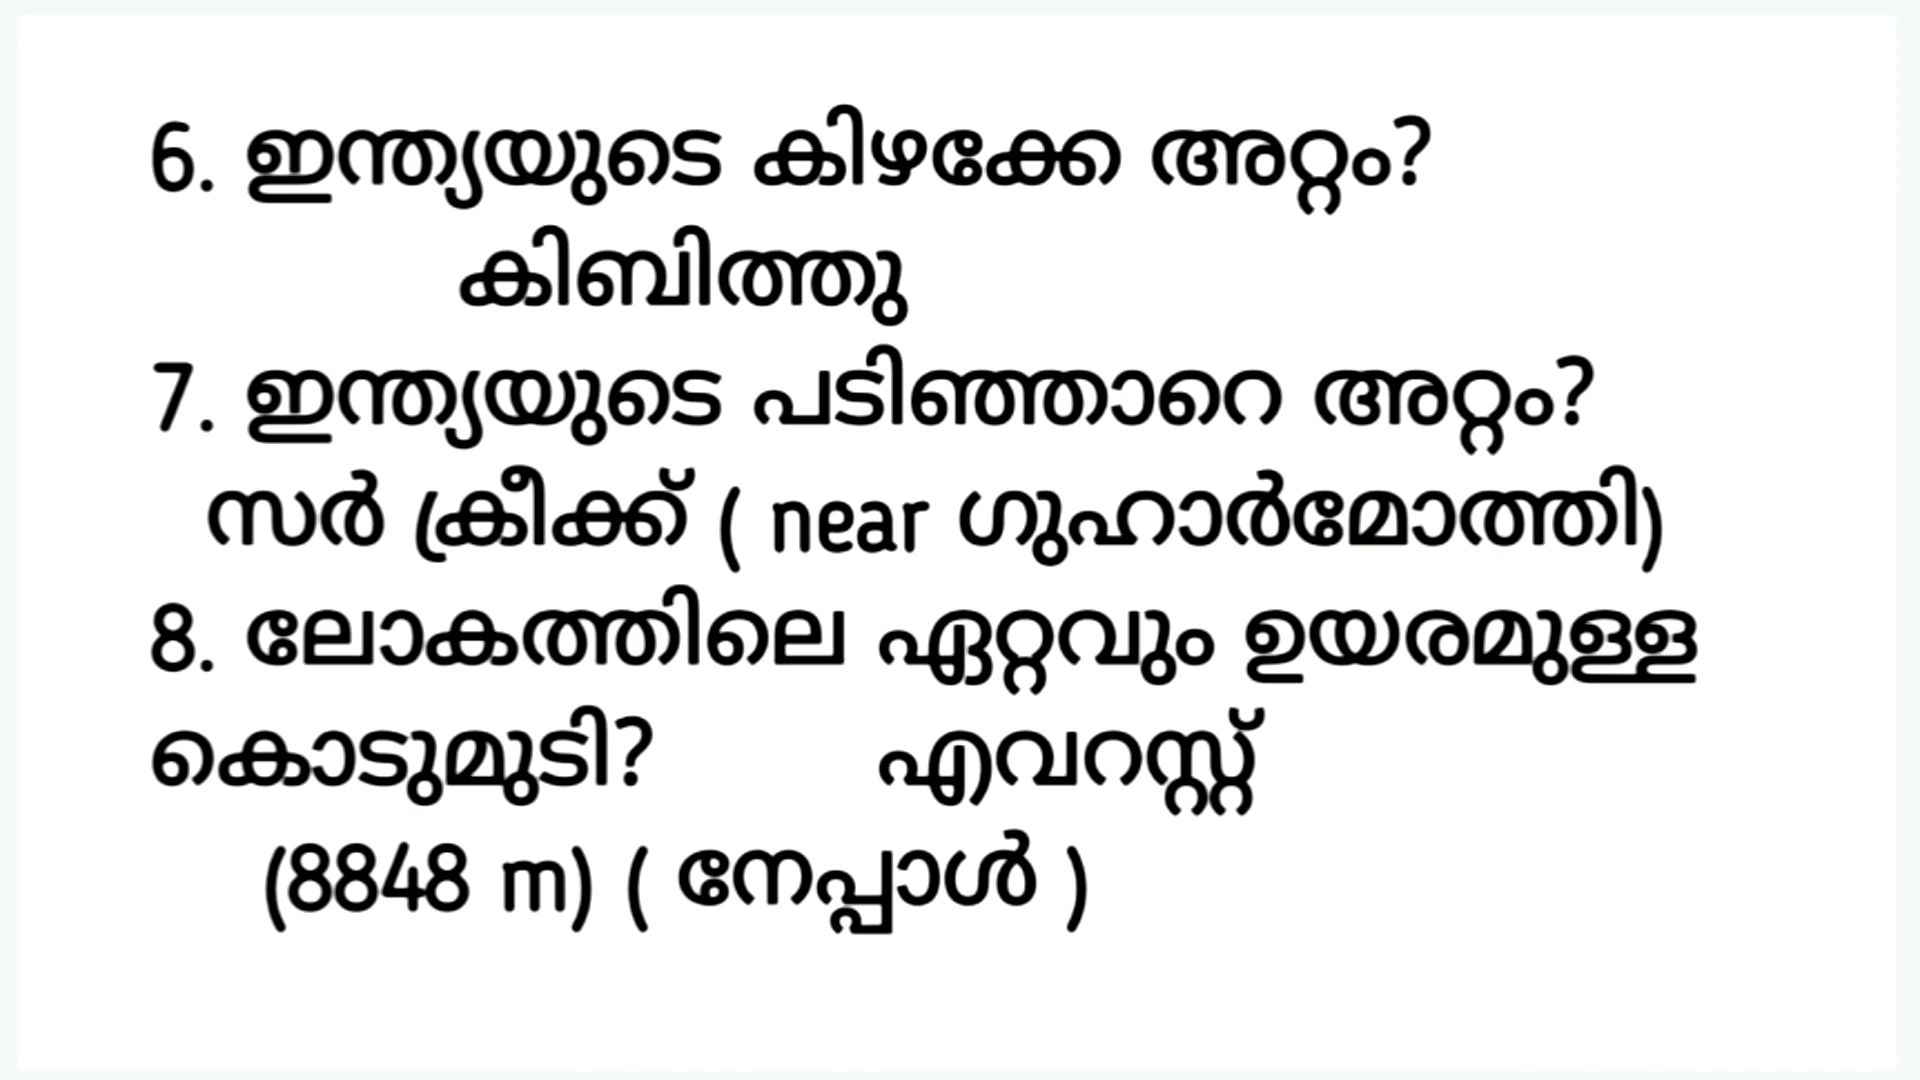 6. ഇന്ത്യയുടെ കിഴക്കേ അറ്റം?
കിബിത്തു
7. ഇന്ത്യയുടെ പടിഞ്ഞാറെ അറ്റം?
സർ ക്രീക്ക് ( near ഗുഹാർമോത്തി)
8. ലോകത്തിലെ ഏറ്റവും ഉയരമുള്ള
കൊടുമുടി? എവറസ്റ്റ്
(8848 m) ( നേപ്പാൾ )